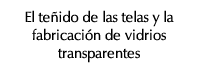 El teñido de las telas y la
fabricación de vidrios
transparentes